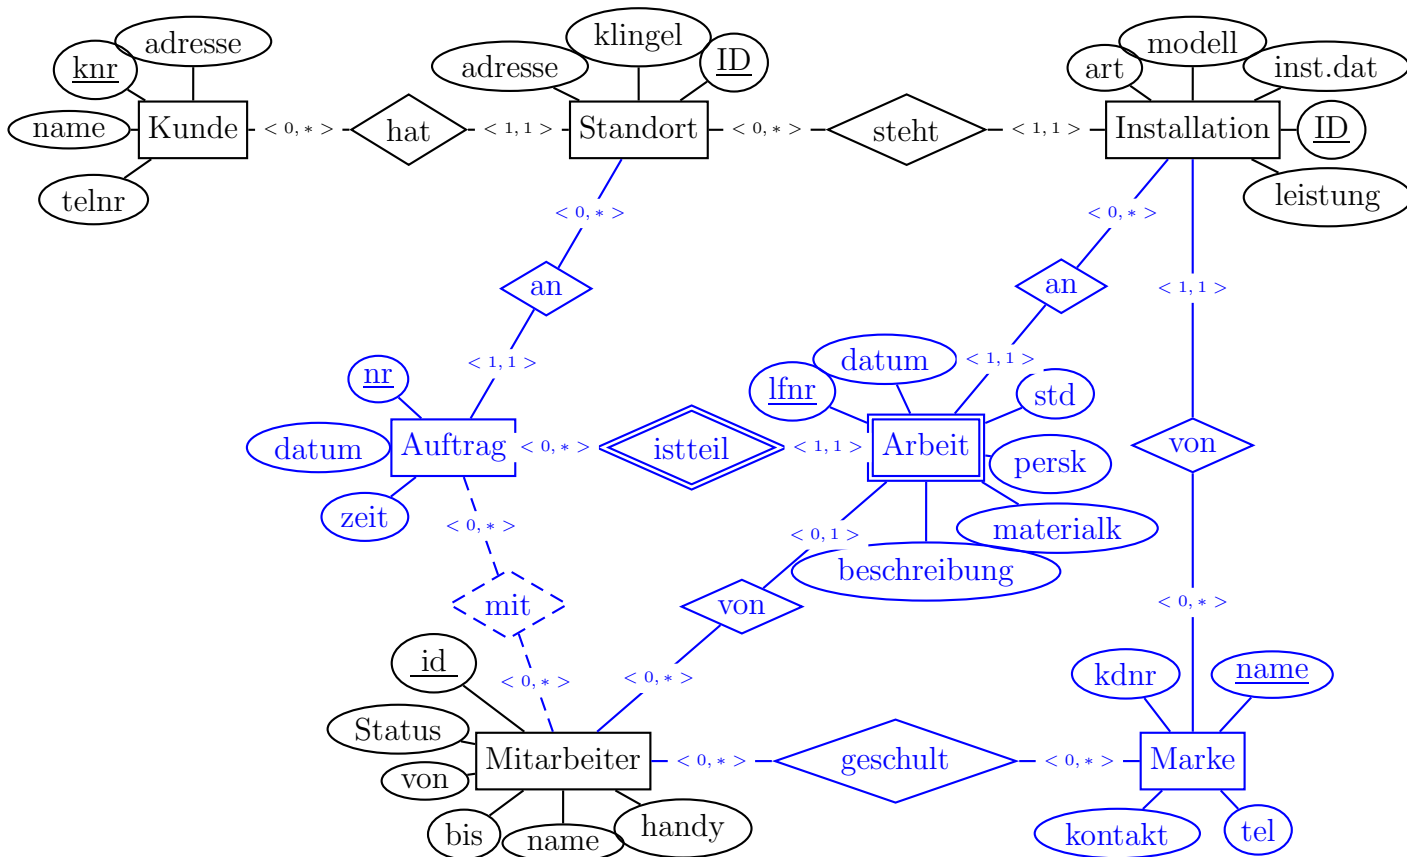 adresse
klingel
modell
knr
adresse
ID
art
inst.dat
name
Kunde
< 0, ∗ >
hat
< 1, 1 >
Standort
< 0, ∗ >
steht
< 1, 1 >
Installation
ID
telnr
leistung
< 0, ∗ >
< 0, ∗ >
an
an
< 1, 1 >
< 1, 1 >
< 1, 1 >
nr
datum
lfnr
std
datum
Auftrag
< 0, ∗ >
istteil
< 1, 1 >
Arbeit
von
persk
zeit
< 0, ∗ >
< 0, 1 >
materialk
beschreibung
mit
von
< 0, ∗ >
id
< 0, ∗ >
< 0, ∗ >
kdnr
name
Status
Mitarbeiter
< 0, ∗ >
geschult
< 0, ∗ >
Marke
von
bis
name
handy
kontakt
tel